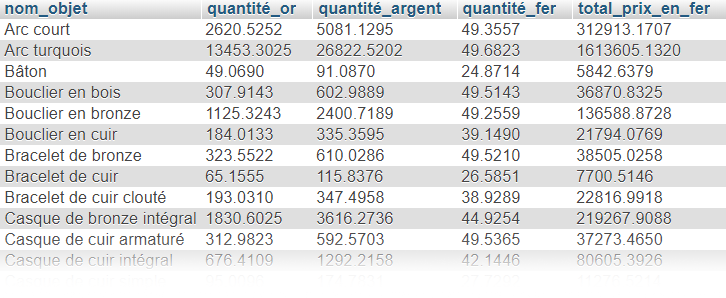 nom_objet quantité_or quantité_argent quantité_fer total_prix_en_fer
Arc court 2620.5252 5081.1295 49.3557 312913.1707
Arc turquois 13453.3025 26822.5202 49.6823 1613605.1320
Bâton 49.0690 91.0870 24.8714 5842.6379
Bouclier en bois 307.9143 602.9889 49.5143 36870.8325
Bouclier en bronze 1125.3243 2400.7189 49.2559 136588.8728
Bouclier en cuir 184.0133 335.3595 39.1490 21794.0769
Bracelet de bronze 323.5522 610.0286 49.5210 38505.0258
Bracelet de cuir 65.1555 115.8376 26.5851 7700.5146
Bracelet de cuir clouté 193.0310 347.4958 38.9289 22816.9918
Casque de bronze intégral 1830.6025 3616.2736 44.9254 219267.9088
Casque de cuir armaturé 312.9823 592.5703 49.5365 37273.4650
Casque de cuir intégral 676.4109 1292.2158 42.1446 80605.3926